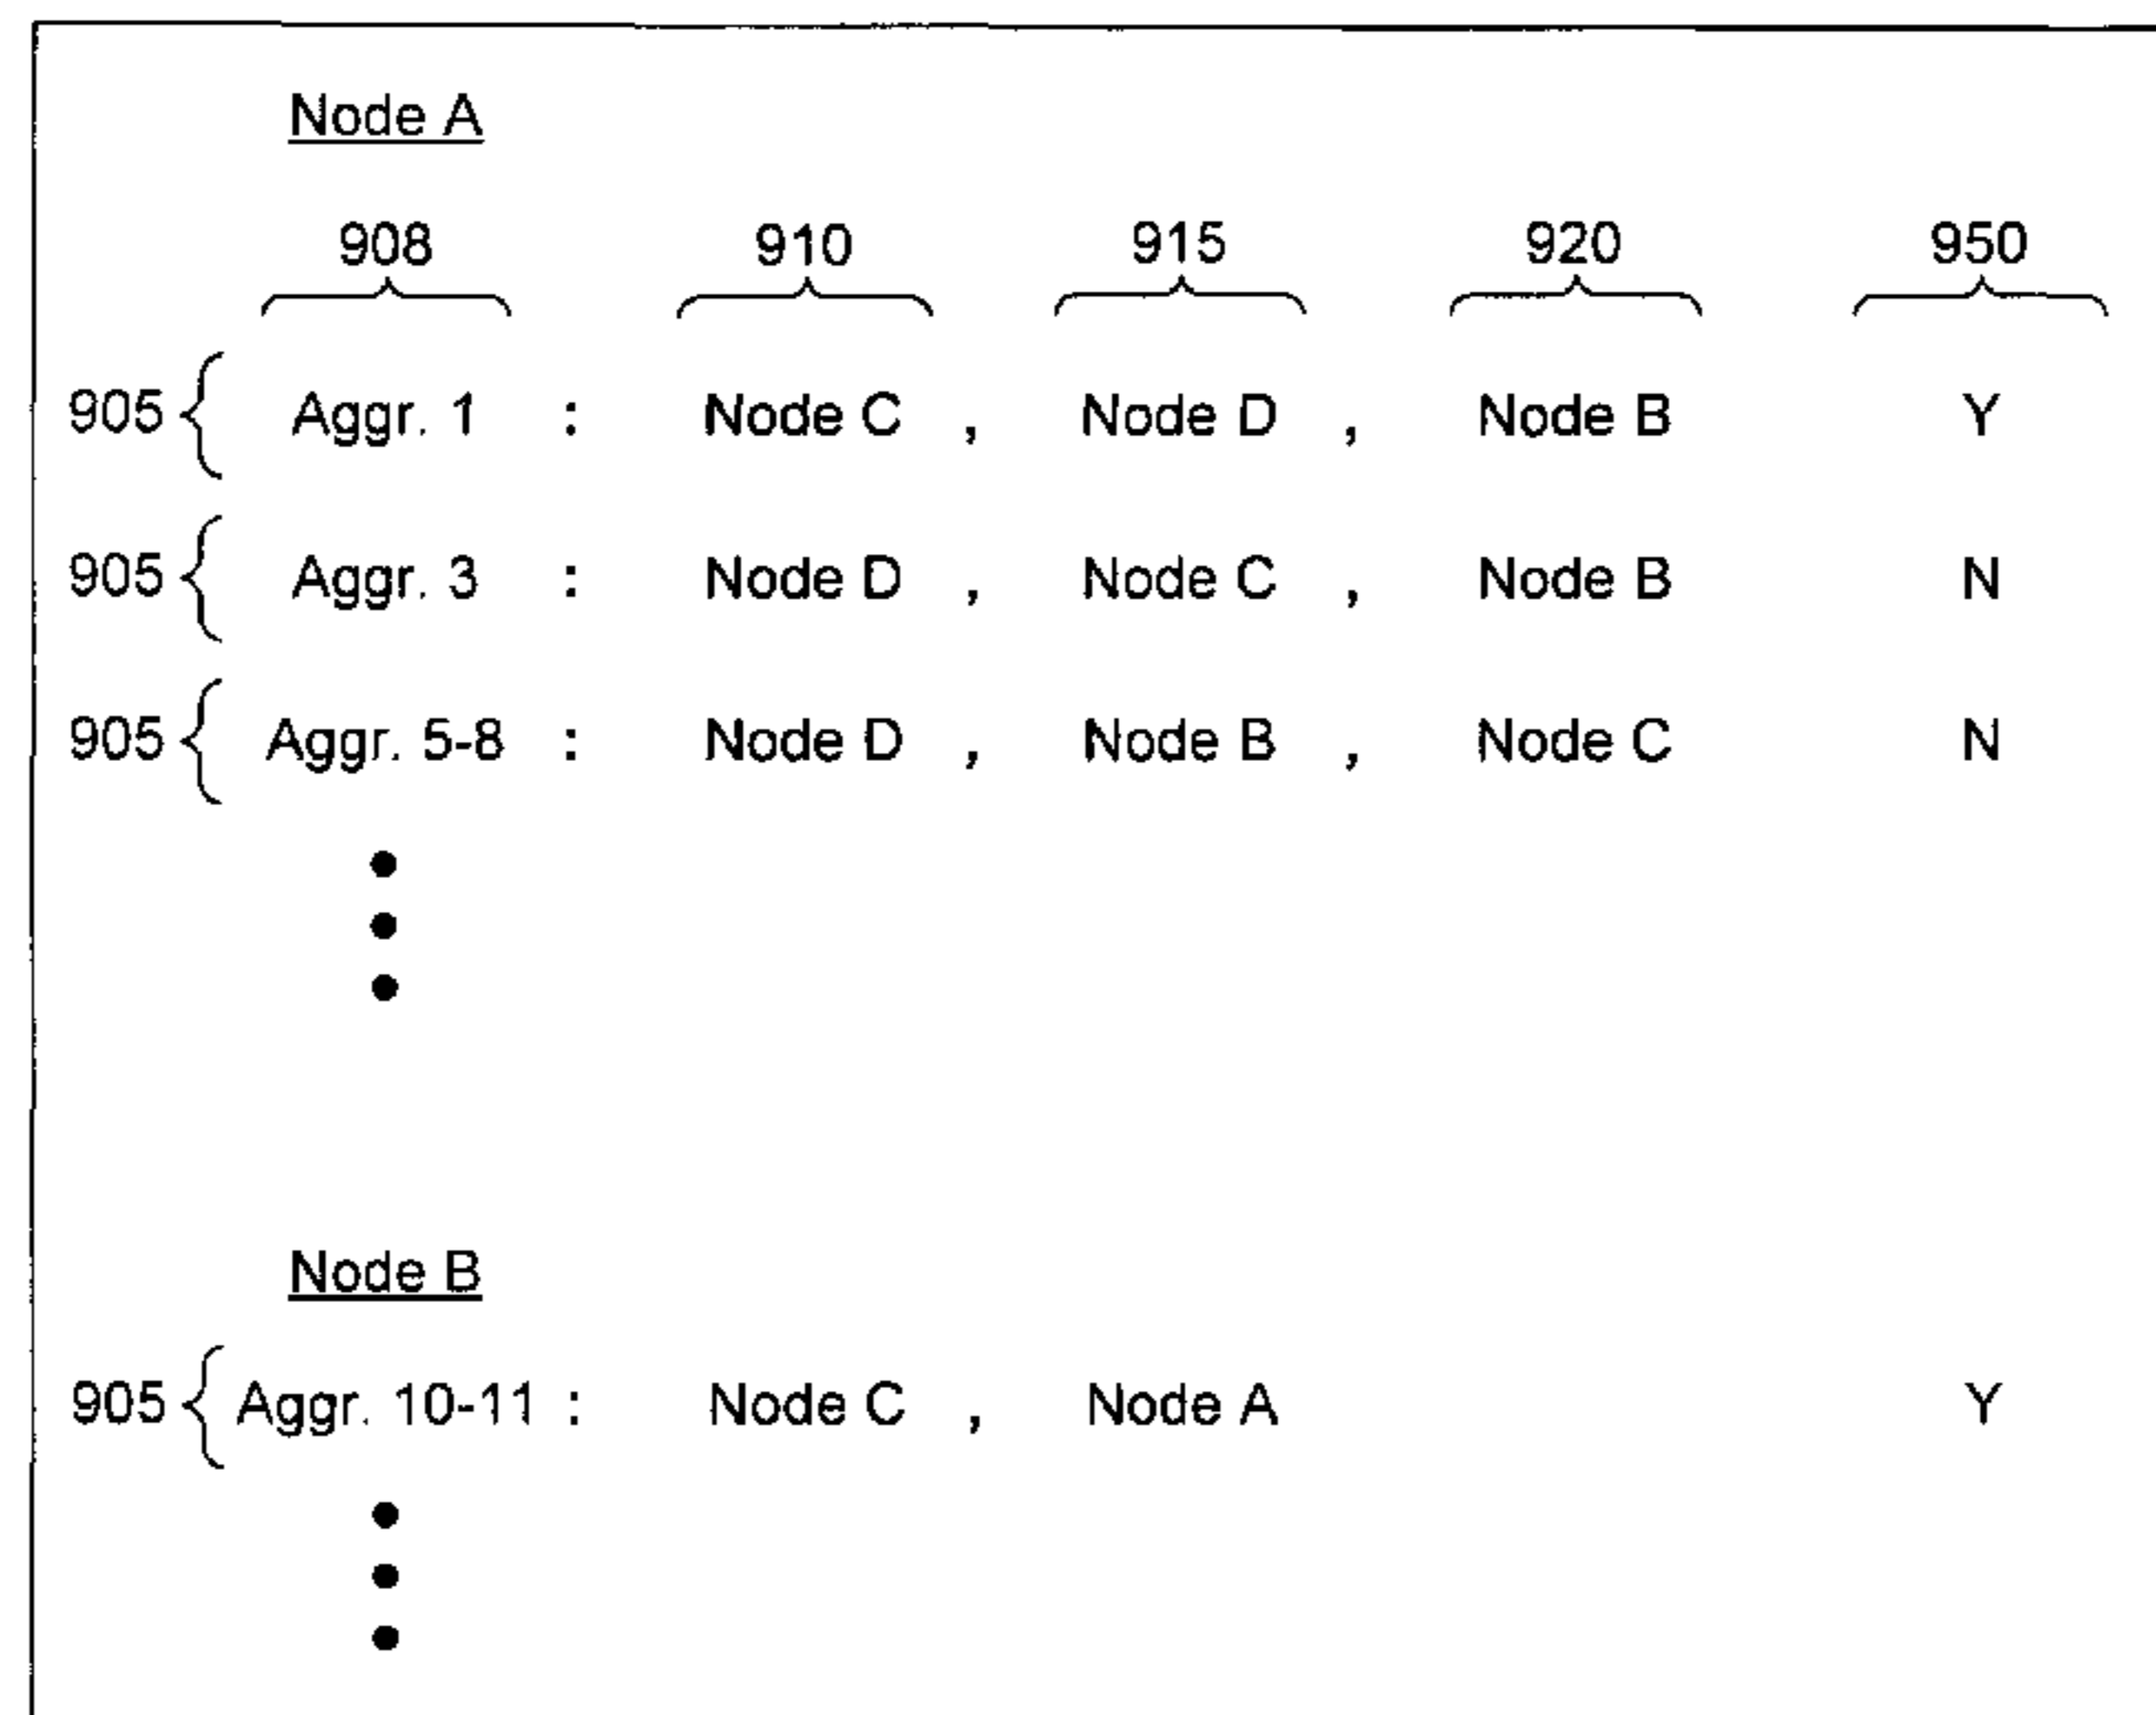 Node A
908 910 915 920 950
905 Aggr. 1 : Node C , Node D , Node B Y
905 Aggr. 3 : Node D , Node C , Node B N
905 Aggr. 5-8 : Node D , Node B , Node C N
Node B
905 Aggr. 10-11 : Node C , Node A Y